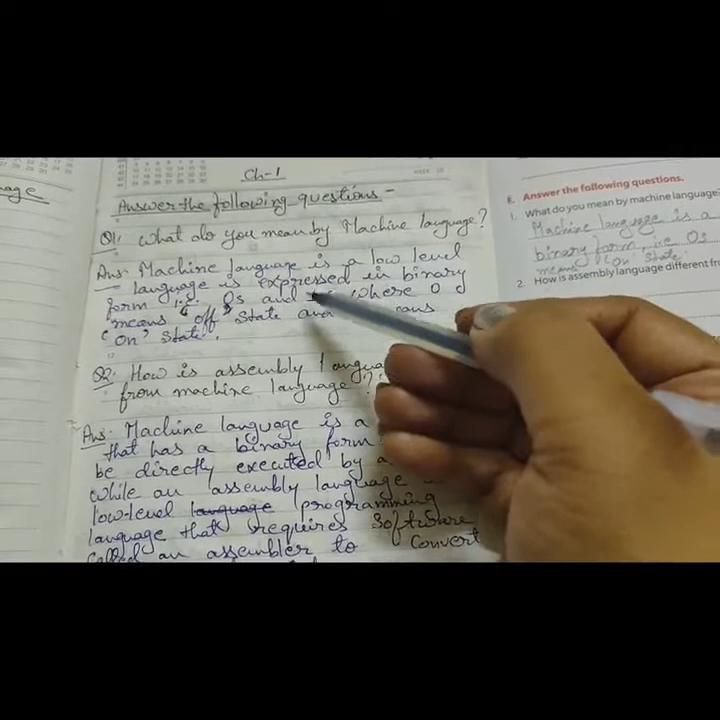 age
Ch-1
Answer the following questions -
Q1: What do you mean by Machine language?
Ans: Machine language is a low level
language is expressed in binary
form i.e. 0s and where 0
means 'off' State and
'on' State.
Q2: How is assembly langua
from machine language?
Ans: Machine language is a
that has a binary form
be directly executed by a
while an assembly language
low-level language programming
language that requires software
called an assembler to convert
E. Answer the following questions.
1. What do you mean by machine language?
Machine language is a
binary form i.e. 0s
means 'on' State.
2. How is assembly language different fro